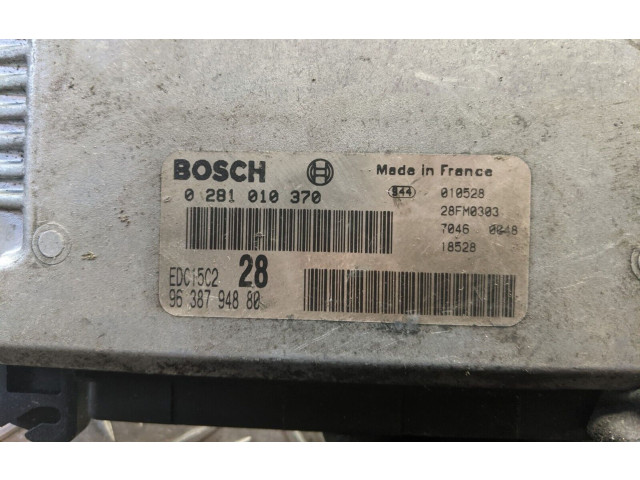 BOSCH
Made in France
0 281 010 370
844
010528
28FM0303
7046 0048
18528
EDC15C2 28
96 387 948 80